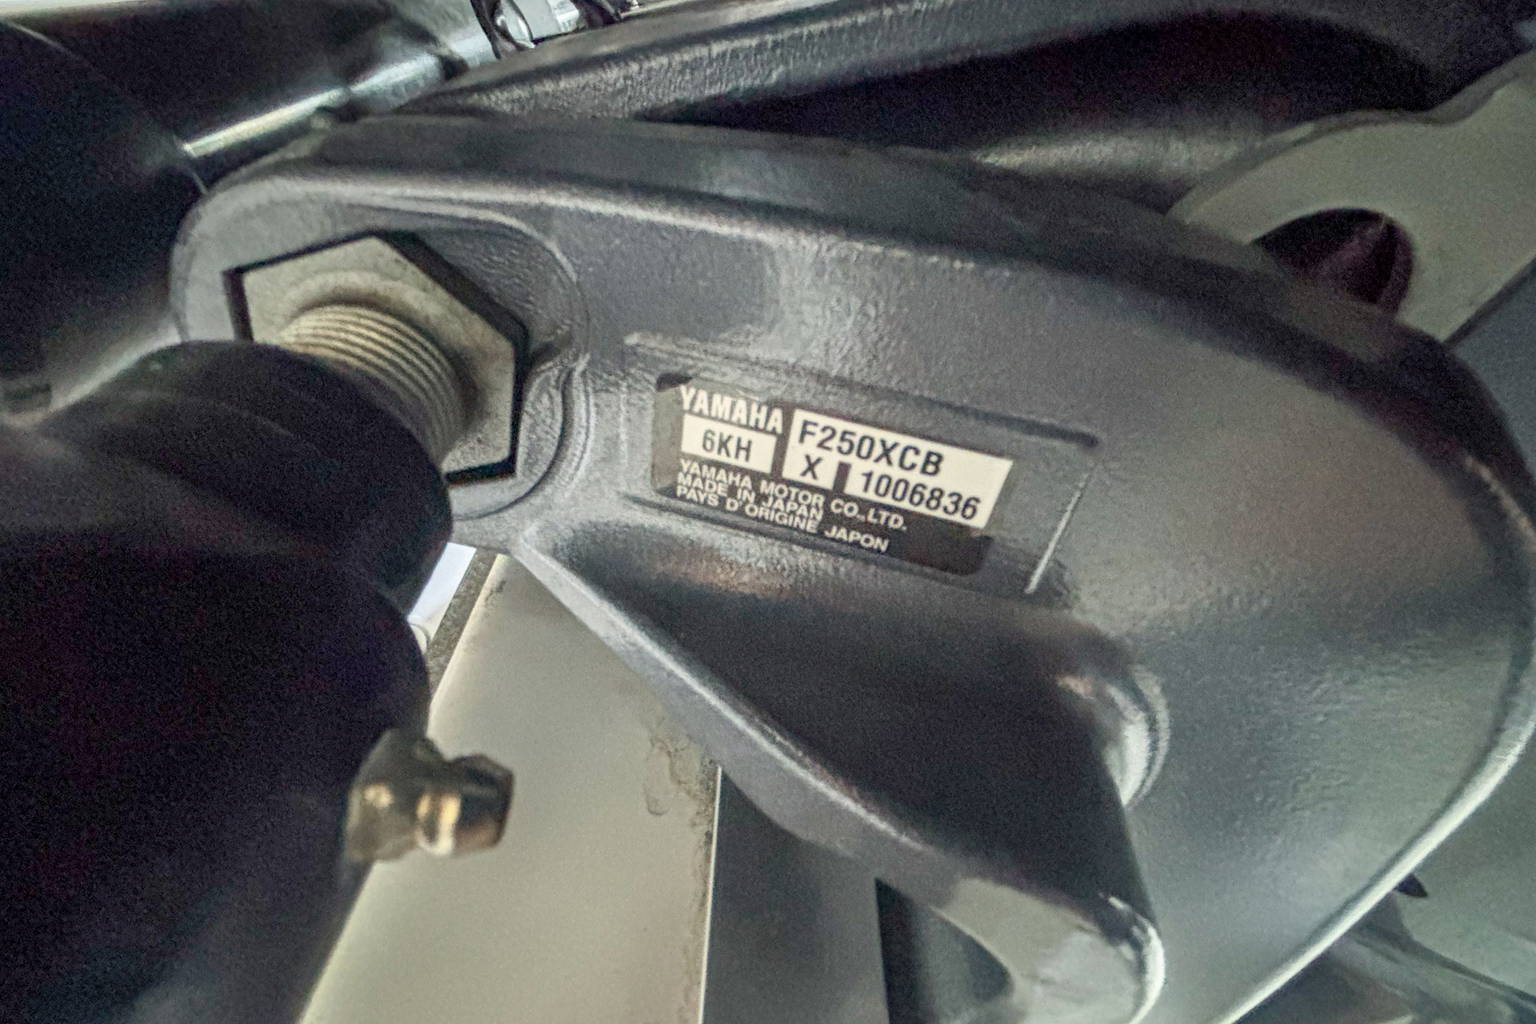 YAMAHA F250XCB
6KH X 1006836
YAMAHA MOTOR CO.,LTD.
MADE IN JAPAN
PAYS D'ORIGINE JAPON